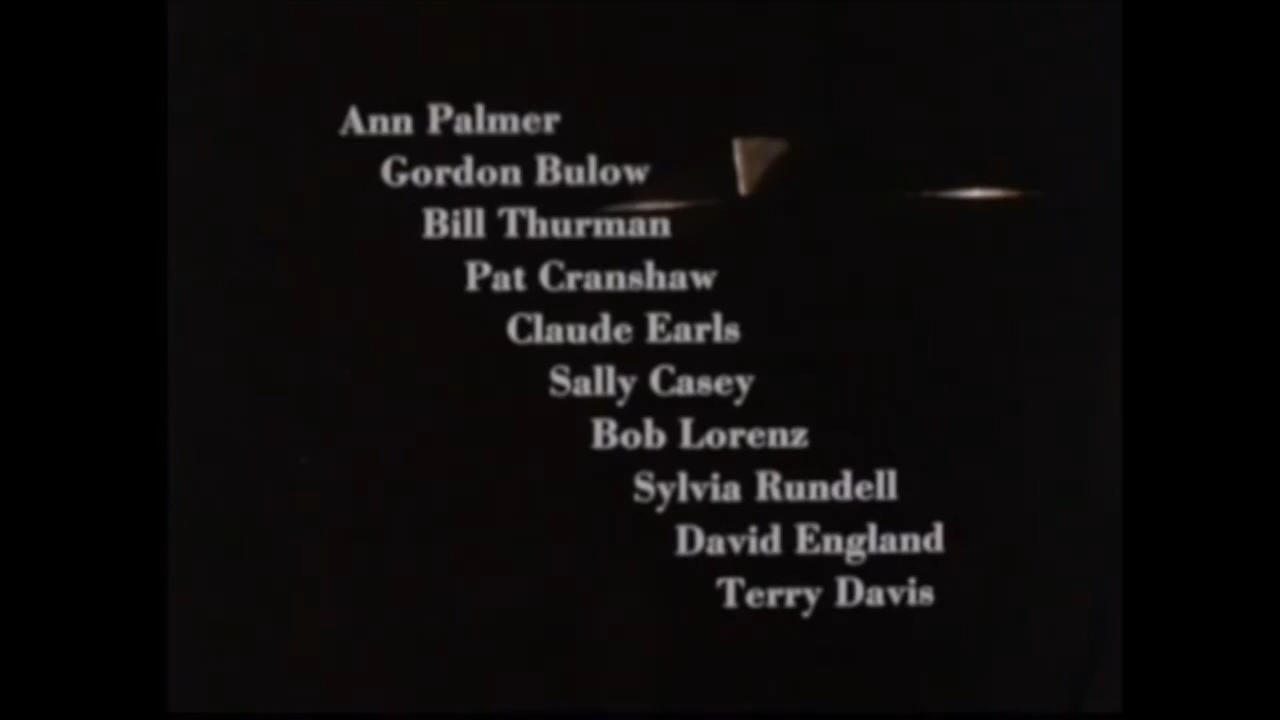 Ann Palmer
Gordon Bulow
Bill Thurman
Pat Cranshaw
Claude Earls
Sally Casey
Bob Lorenz
Sylvia Rundell
David England
Terry Davis